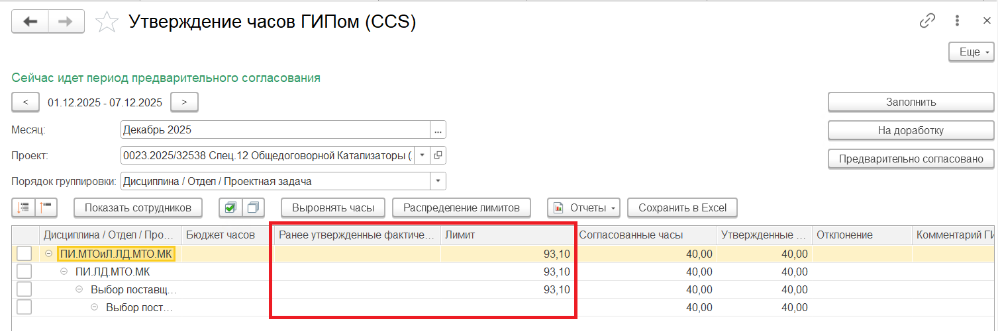 Утверждение часов ГИПом (CCS)
Еще
Сейчас идет период предварительного согласования
< 01.12.2025 - 07.12.2025 >
Заполнить
Месяц: Декабрь 2025 ...
На доработку
Проект: 0023.2025/32538 Спец.12 Общедоговорной Катализаторы (.
Предварительно согласовано
Порядок группировки: Дисциплина / Отдел / Проектная задача
Показать сотрудников Выровнять часы Распределение лимитов Отчеты Сохранить в Excel
Дисциплина / Отдел / Про... Бюджет часов Ранее утвержденные фактиче... Лимит Согласованные часы Утвержденные ... Отклонение Комментарий ГИ
ПИ.МТОиЛ.ЛД.МТО.МК 93,10 40,00 40,00
ПИ.ЛД.МТО.МК 93,10 40,00 40,00
Выбор поставщ... 93,10 40,00 40,00
Выбор пост... 40,00 40,00